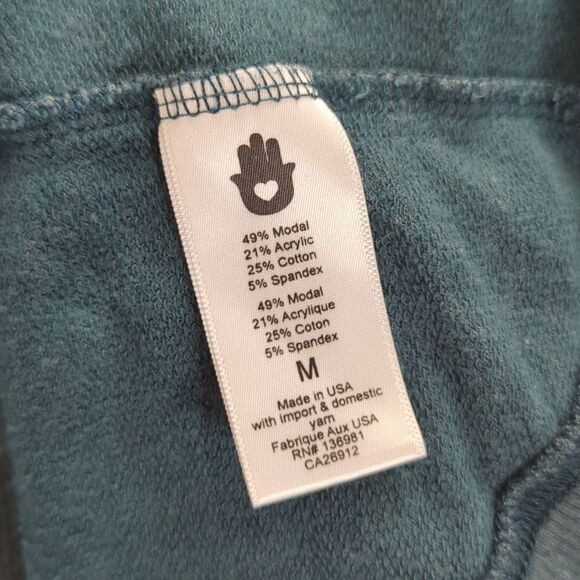 49% Modal
21% Acrylic
25% Cotton
5% Spandex
49% Modal
21% Acrylique
25% Coton
5% Spandex
M
Made in USA
with import & domestic
yarn
Fabrique Aux USA
RN# 136981
CA26912